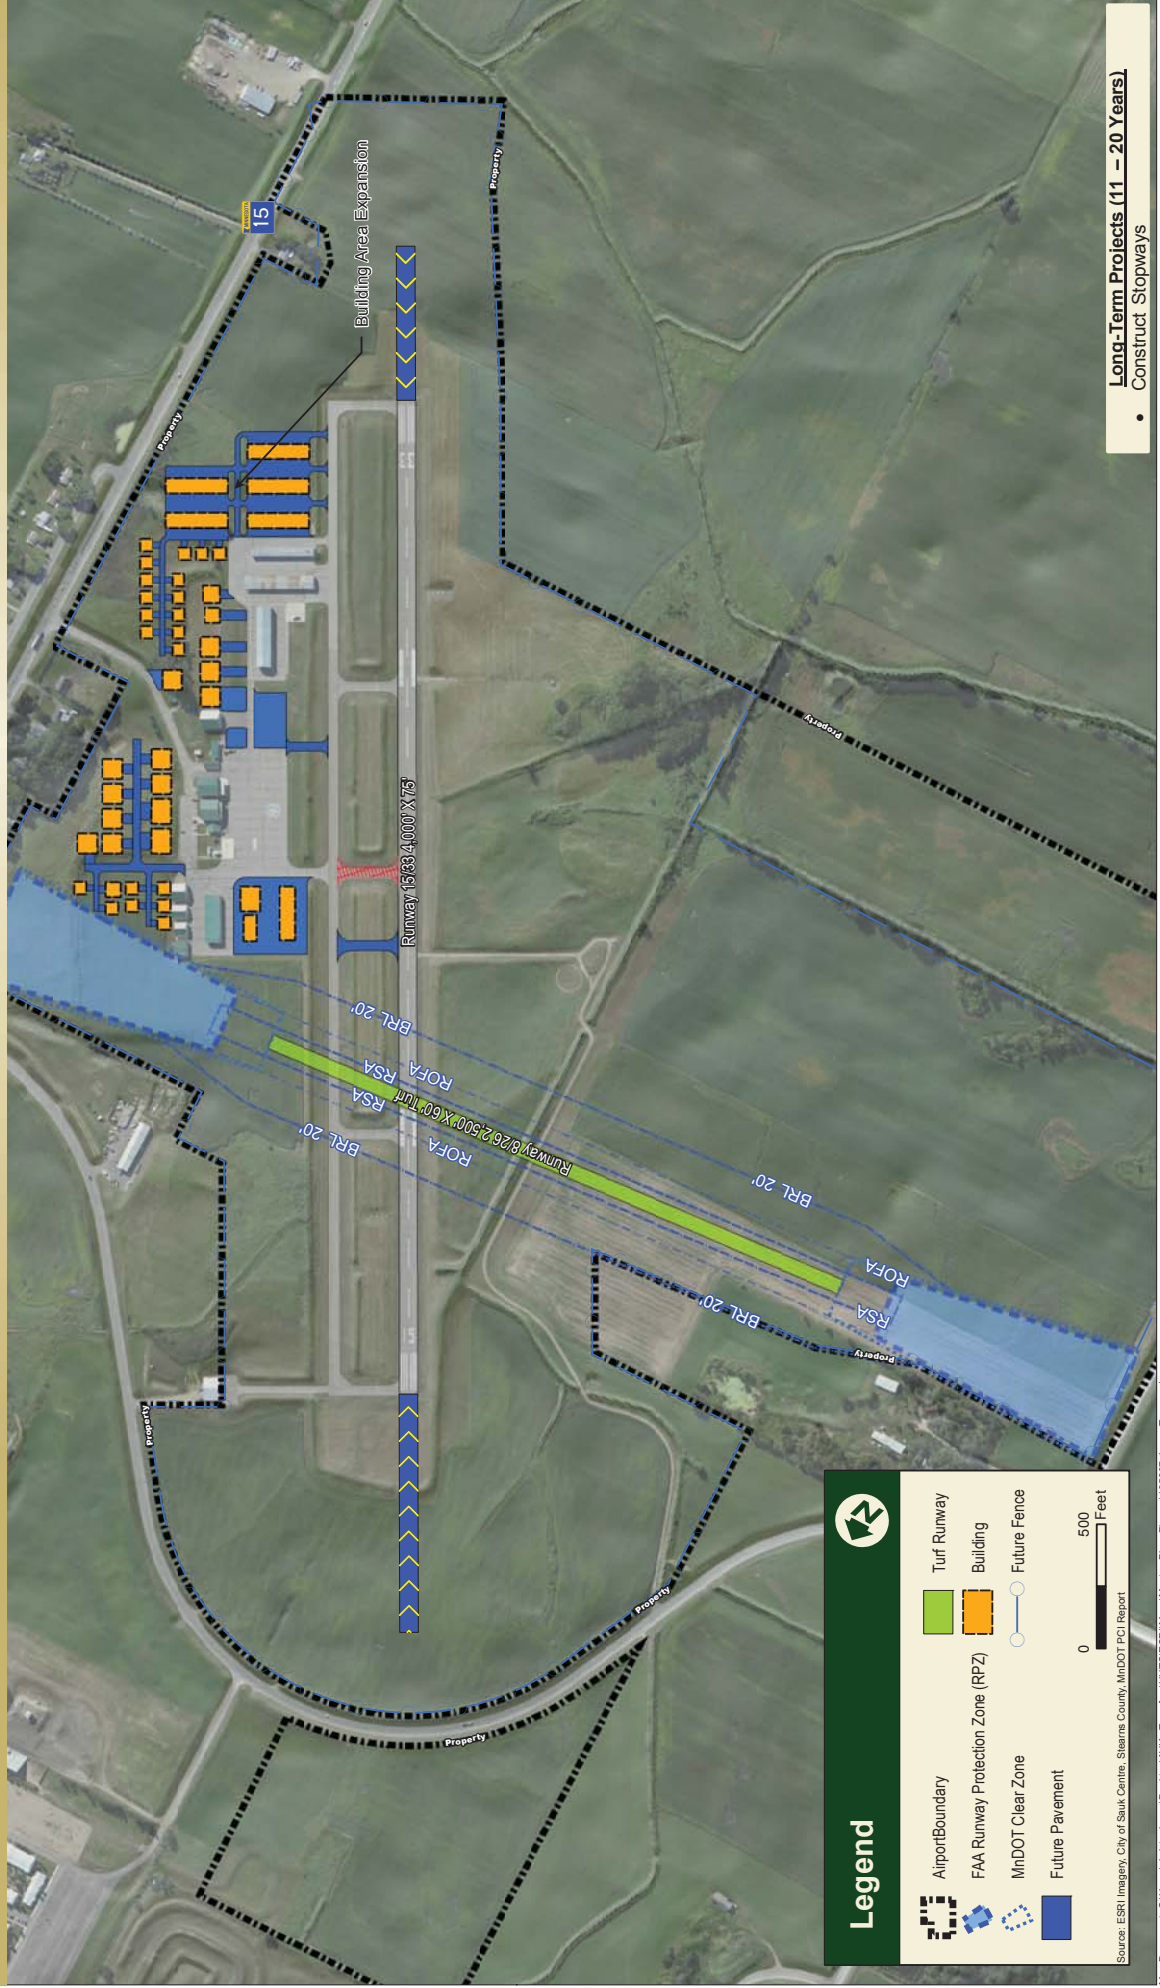 Legend
AirportBoundary
FAA Runway Protection Zone (RPZ)
MnDOT Clear Zone
Future Pavement
Turf Runway
Building
Future Fence
0
500
Feet
Source: ESRI Imagery, City of Sauk Centre, Stearns County, MnDOT PCI Report
N
Long-Term Projects (11 – 20 Years)
• Construct Stopways
Building Area Expansion
MINNESOTA
15
Runway 15/33 4,000' X 75'
Runway 8/26 2,500' X 60' Turf
15
33
BRL 20'
BRL 20'
BRL 20'
BRL 20'
RSA
RSA
RSA
ROFA
ROFA
ROFA
Property
Property
Property
Property
Property
Property
Property